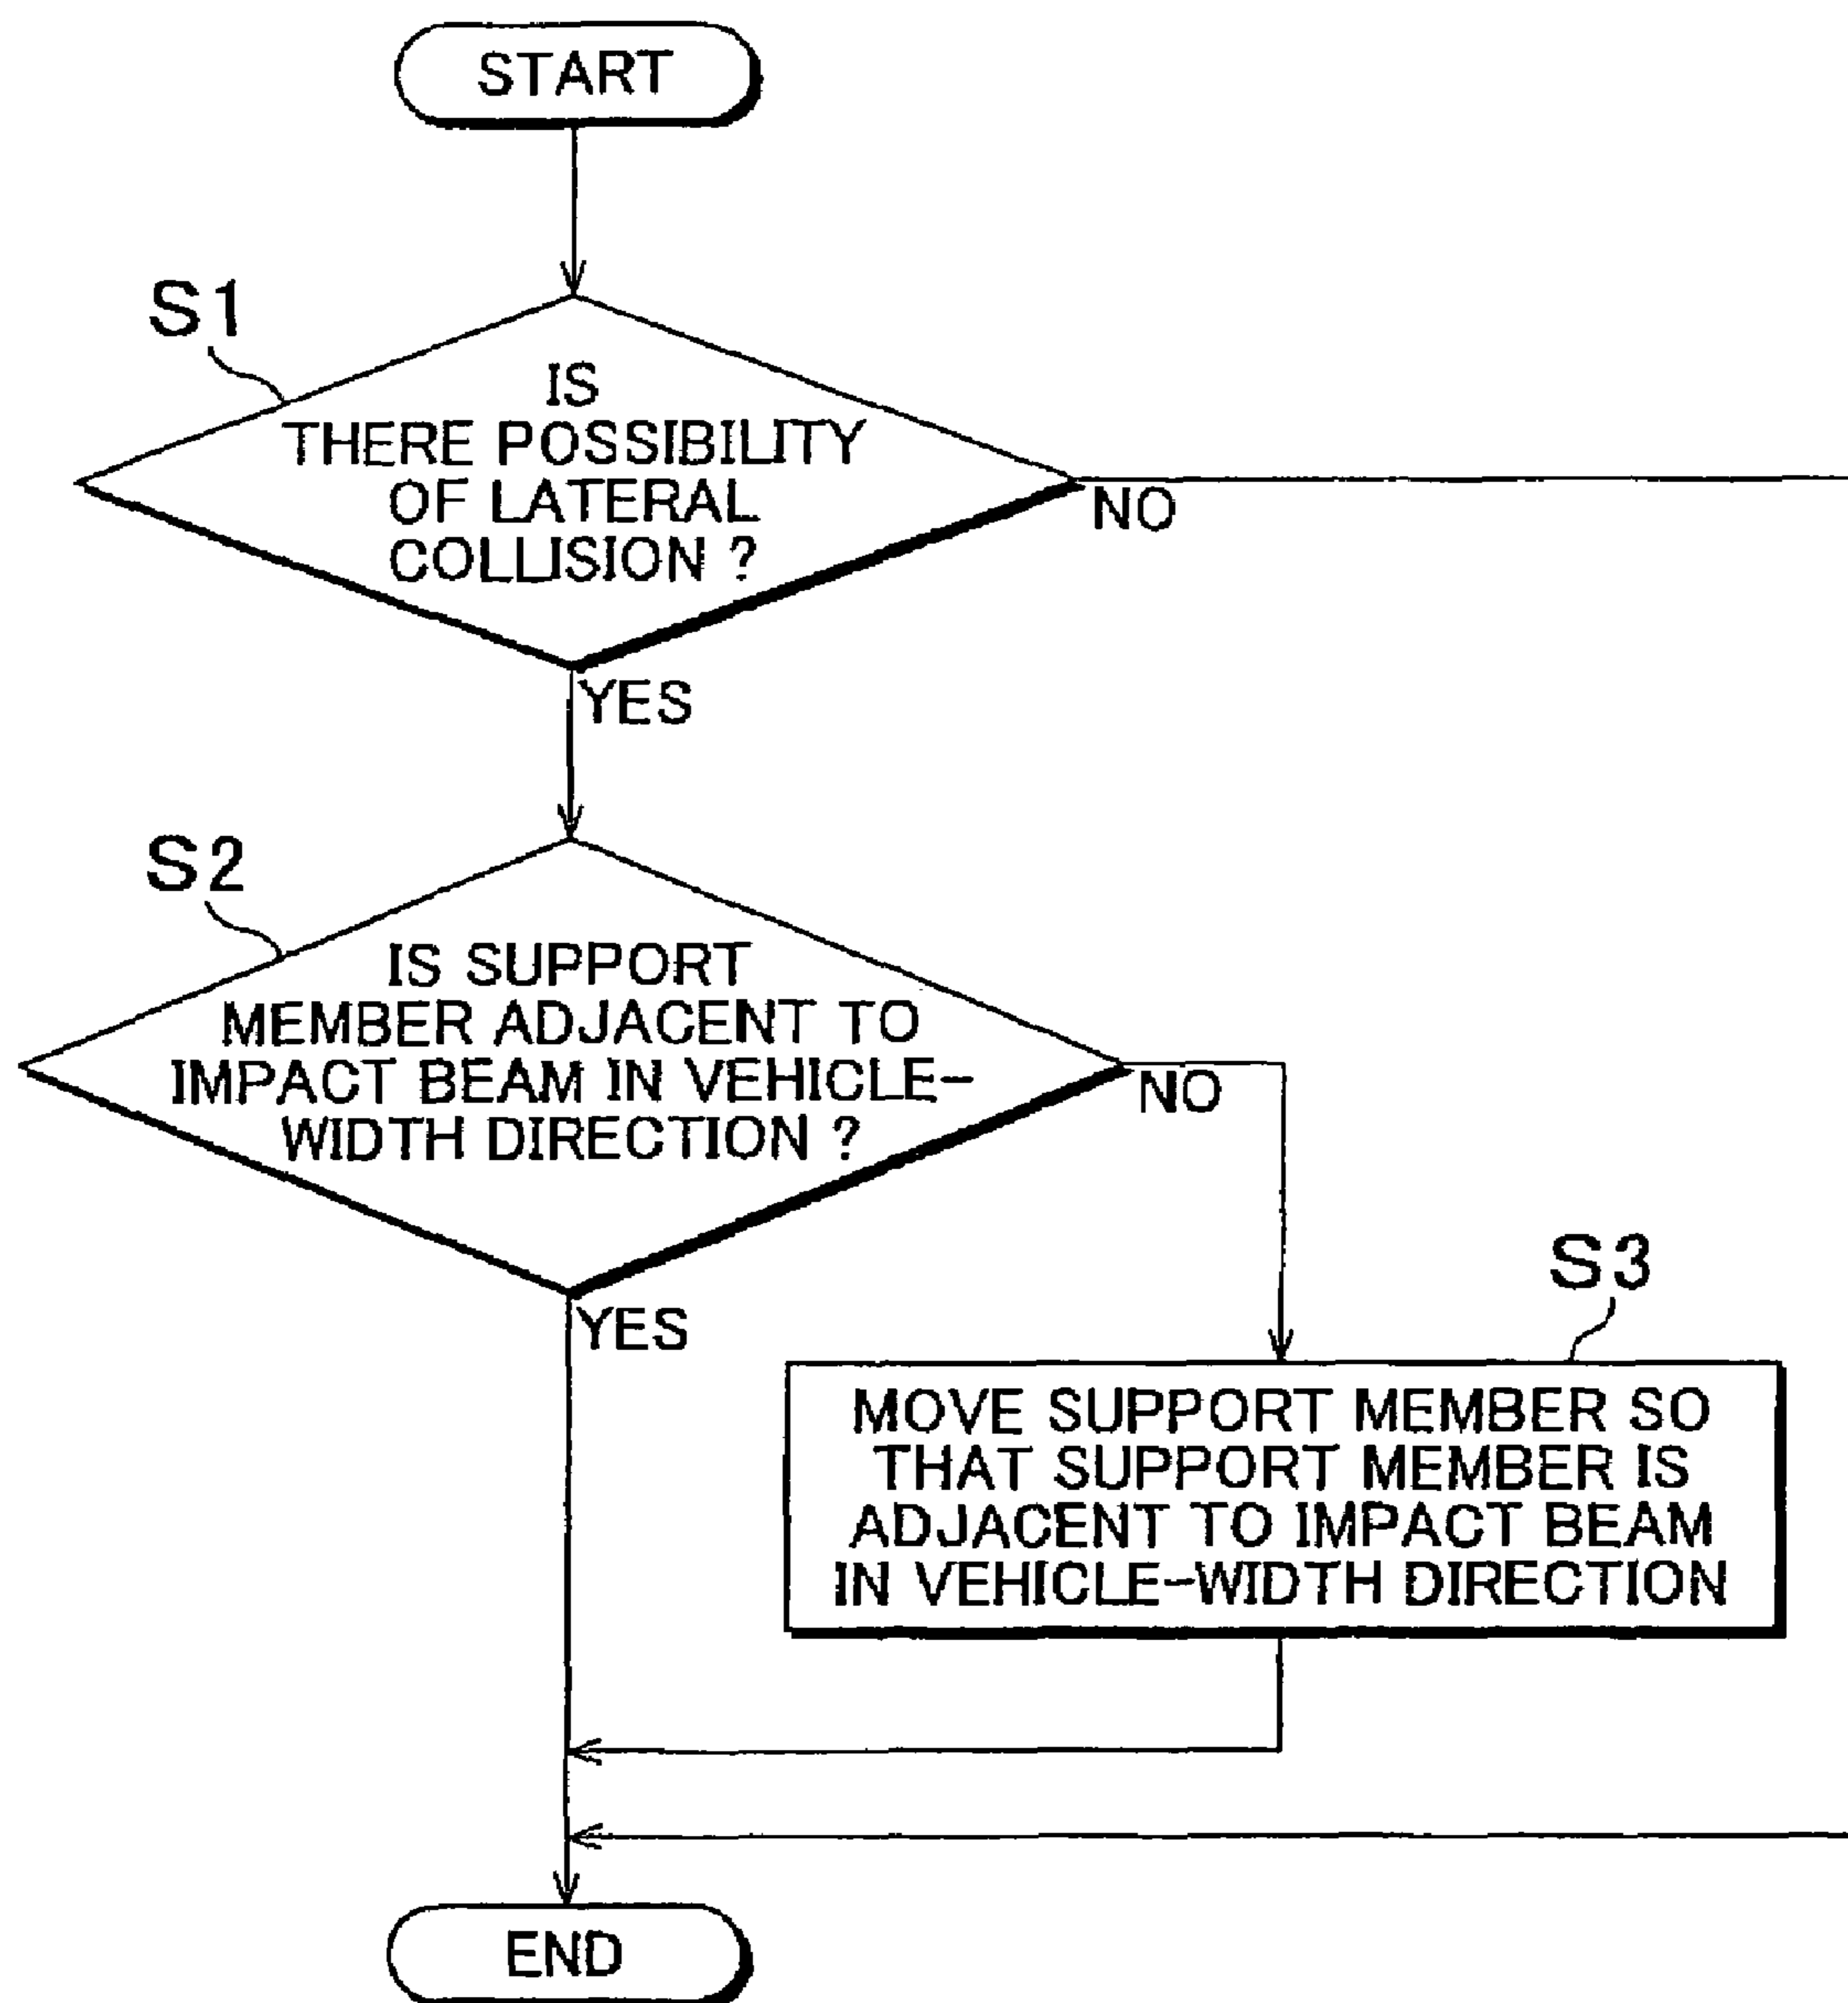 START
S1
IS
THERE POSSIBILITY
OF LATERAL
COLLISION ?
NO
YES
S2
IS SUPPORT
MEMBER ADJACENT TO
IMPACT BEAM IN VEHICLE-
WIDTH DIRECTION ?
NO
YES
S3
MOVE SUPPORT MEMBER SO
THAT SUPPORT MEMBER IS
ADJACENT TO IMPACT BEAM
IN VEHICLE-WIDTH DIRECTION
END